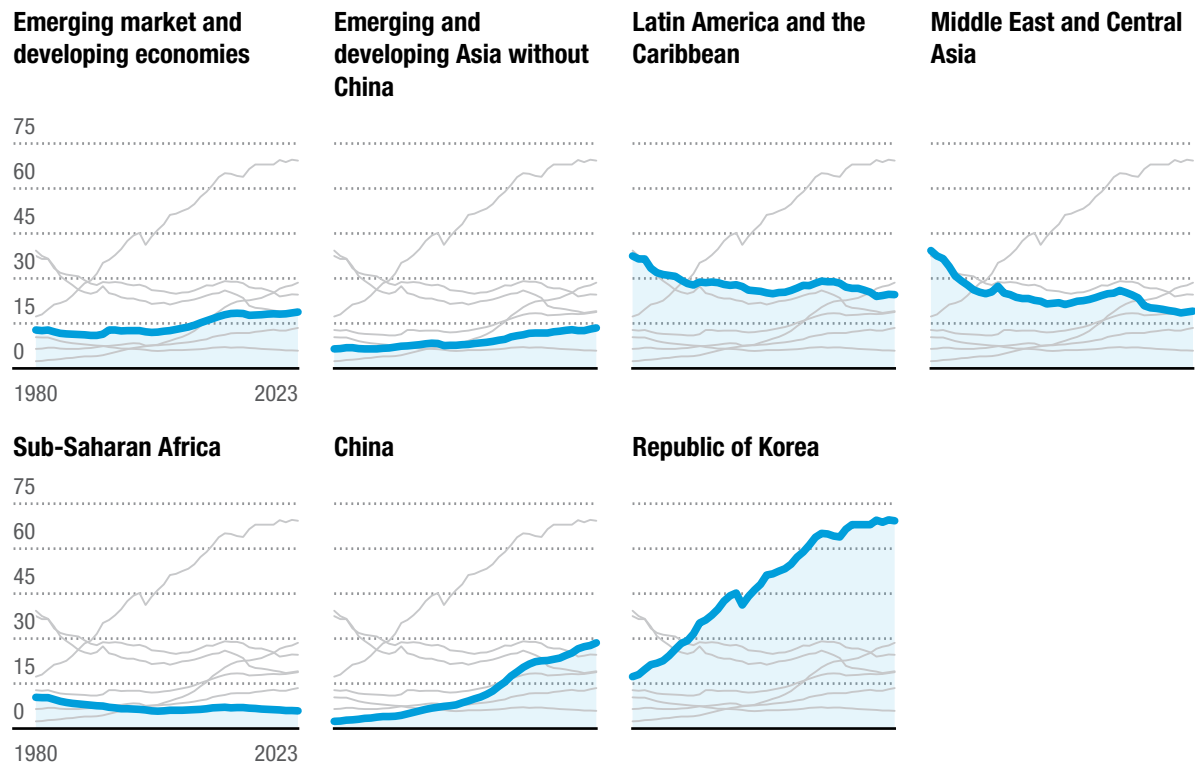 Emerging market and
developing economies
Emerging and
developing Asia without
China
Latin America and the
Caribbean
Middle East and Central
Asia
75
60
45
30
15
0
1980
2023
Sub-Saharan Africa
China
Republic of Korea
75
60
45
30
15
0
1980
2023